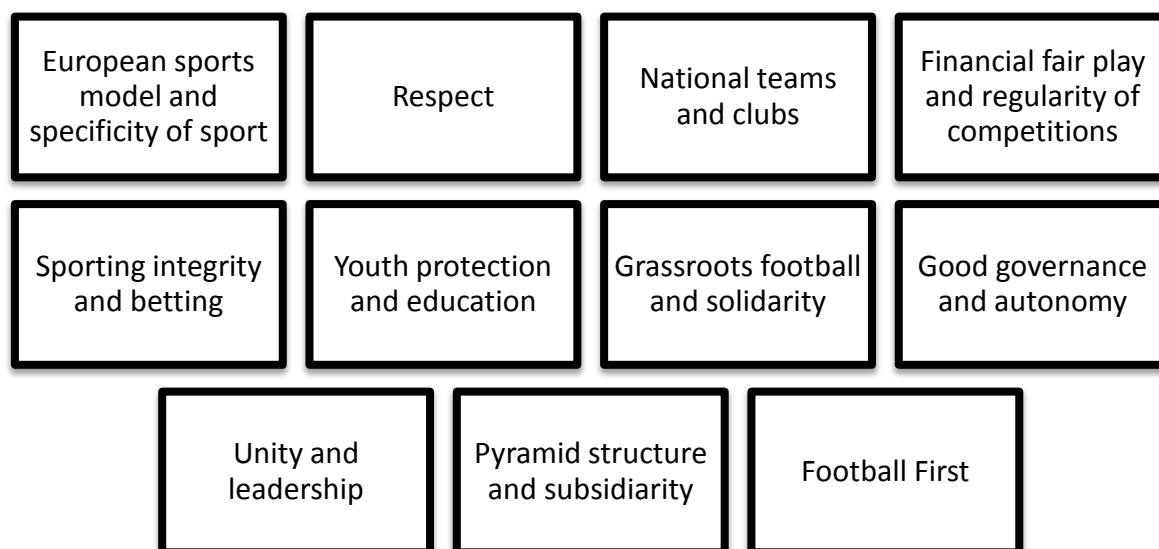 European sports
model and
specificity of sport
Respect
National teams
and clubs
Financial fair play
and regularity of
competitions
Sporting integrity
and betting
Youth protection
and education
Grassroots football
and solidarity
Good governance
and autonomy
Unity and
leadership
Pyramid structure
and subsidiarity
Football First